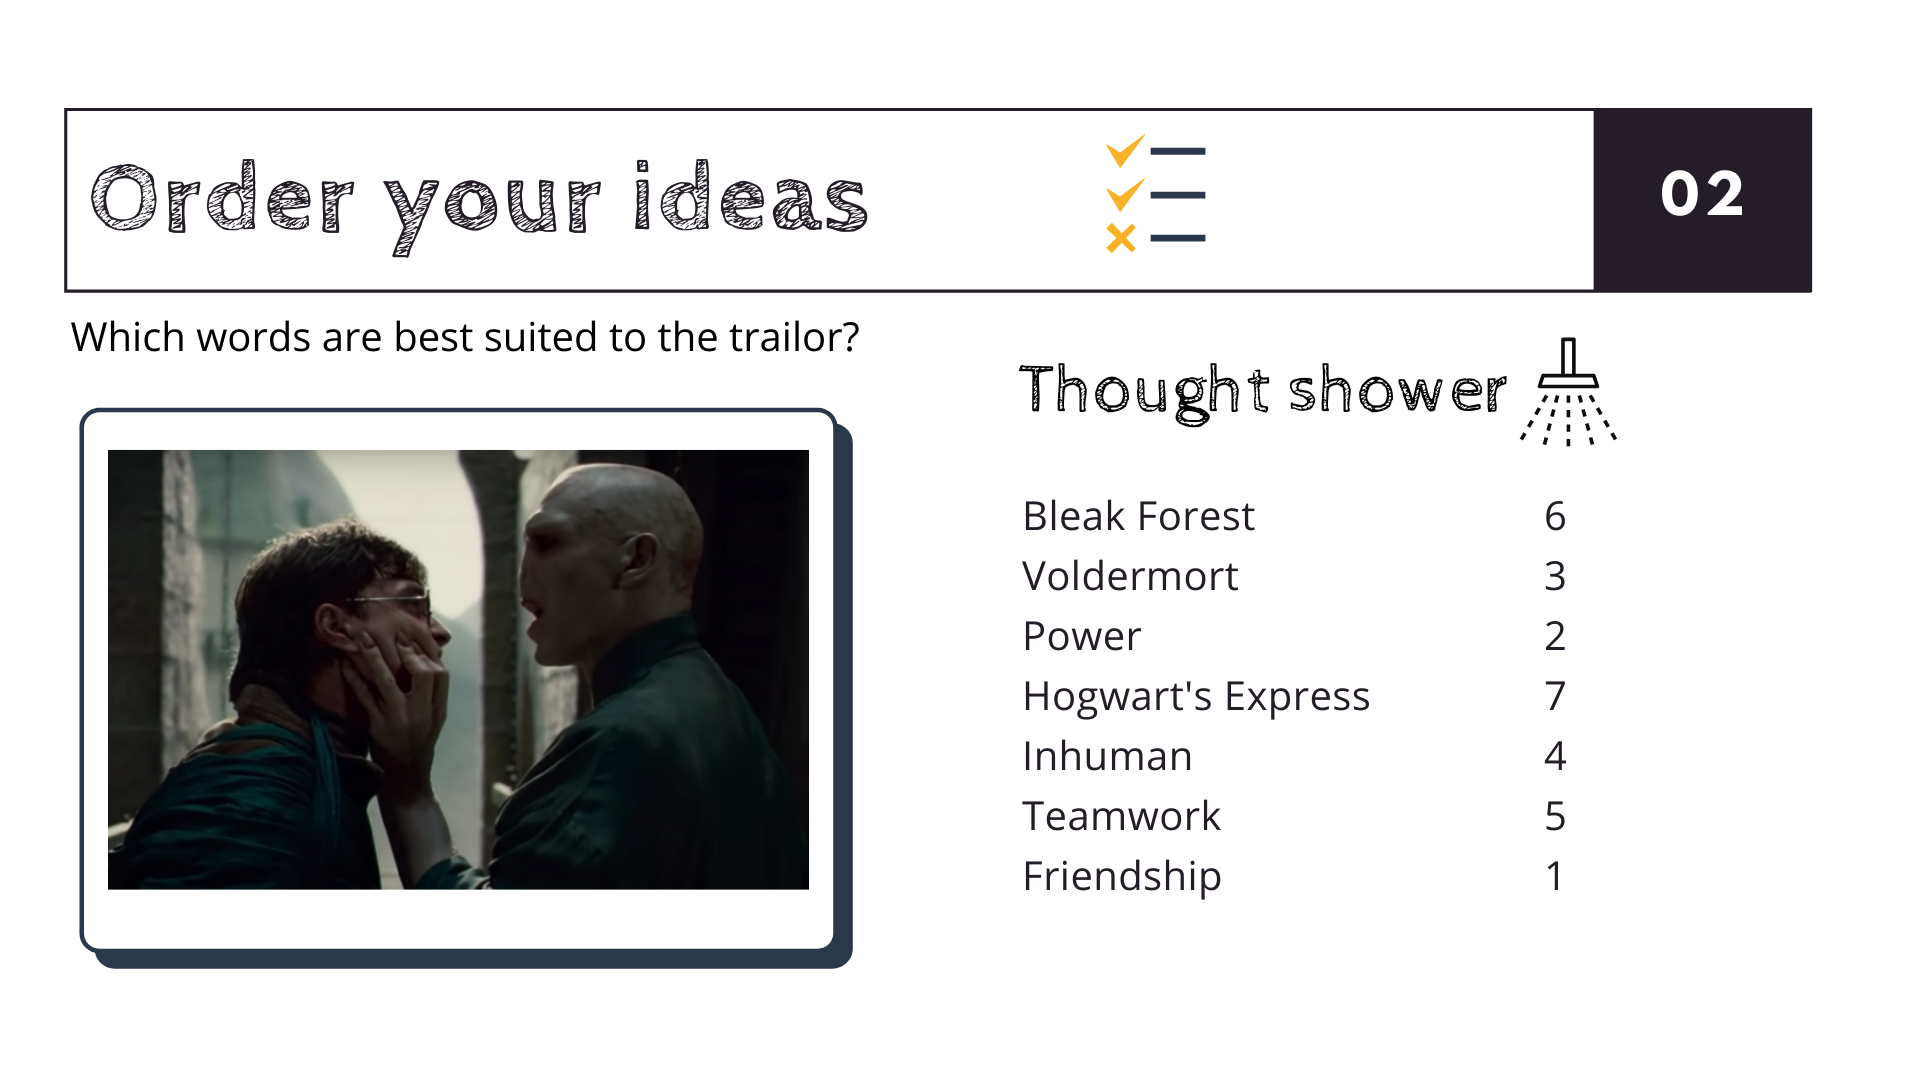 Order your ideas
02
Which words are best suited to the trailor?
Thought shower
Bleak Forest 6
Voldermort 3
Power 2
Hogwart's Express 7
Inhuman 4
Teamwork 5
Friendship 1